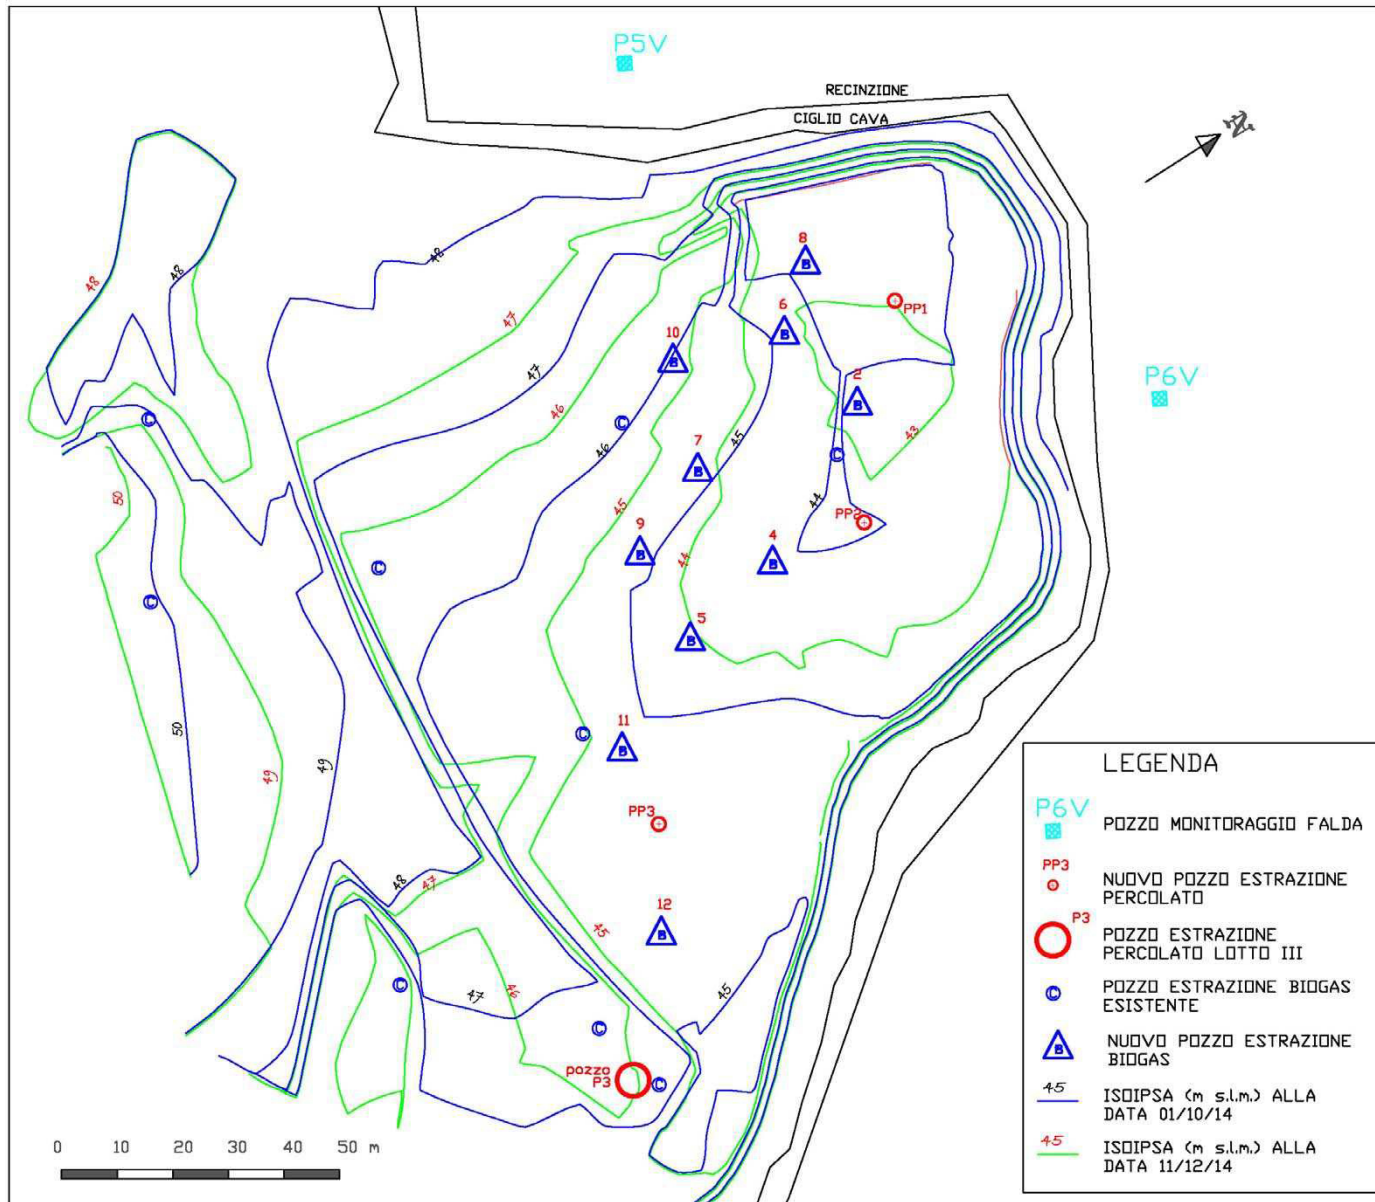 P5V
RECINZIONE
CIGLIO CAVA
N
48
48
48
8
PP1
6
47
10
47
46
2
P6V
43
C
C
46
7
45
50
C
45
44
PP2
9
44
4
C
C
5
50
49
49
11
C
PP3
48
47
12
45
C
47
46
45
C
pozzo
P3
C
0 10 20 30 40 50 m
B
B
B
B
B
B
B
B
B
B
LEGENDA
P6V
POZZO MONITORAGGIO FALDA
PP3
NUOVO POZZO ESTRAZIONE
PERCOLATO
P3
POZZO ESTRAZIONE
PERCOLATO LOTTO III
C
POZZO ESTRAZIONE BIOGAS
ESISTENTE
B
NUOVO POZZO ESTRAZIONE
BIOGAS
45
ISOIPSA (m s.l.m.) ALLA
DATA 01/10/14
45
ISOIPSA (m s.l.m.) ALLA
DATA 11/12/14